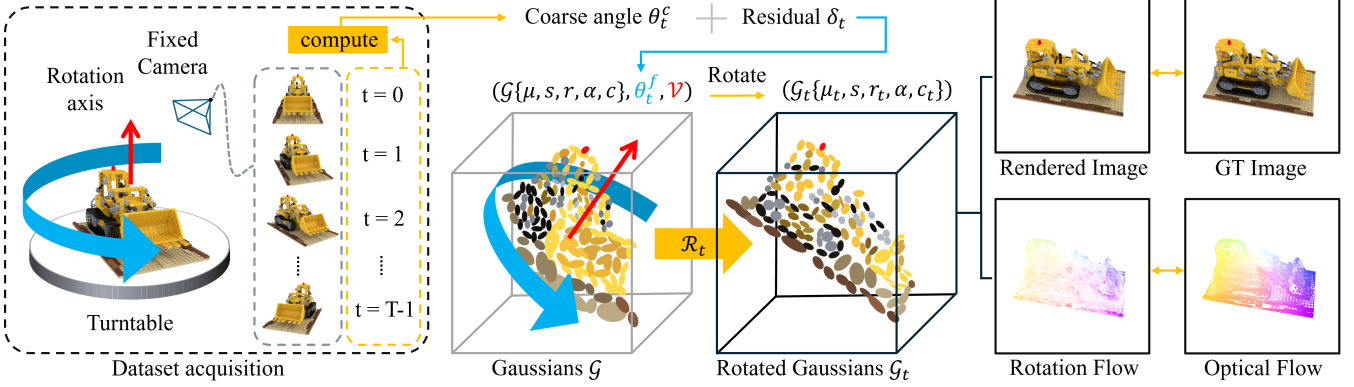 Fixed
Camera
Rotation
axis
Turntable
compute
t = 0
t = 1
t = 2
t = T-1
Dataset acquisition
Coarse angle θ_t^c + Residual δ_t
(𝒢{μ, s, r, α, c}, θ_t^f, 𝒱)
Rotate
(𝒢_t{μ_t, s, r_t, α, c_t})
ℛ_t
Gaussians 𝒢
Rotated Gaussians 𝒢_t
Rendered Image
GT Image
Rotation Flow
Optical Flow